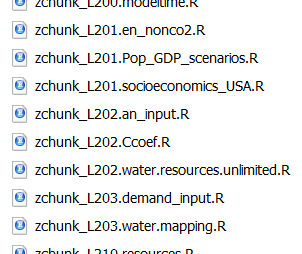 zchunk_L200.modeltime.R
zchunk_L201.en_nonco2.R
zchunk_L201.Pop_GDP_scenarios.R
zchunk_L201.socioeconomics_USA.R
zchunk_L202.an_input.R
zchunk_L202.Ccoef.R
zchunk_L202.water.resources.unlimited.R
zchunk_L203.demand_input.R
zchunk_L203.water.mapping.R
zchunk_L210.resources.R